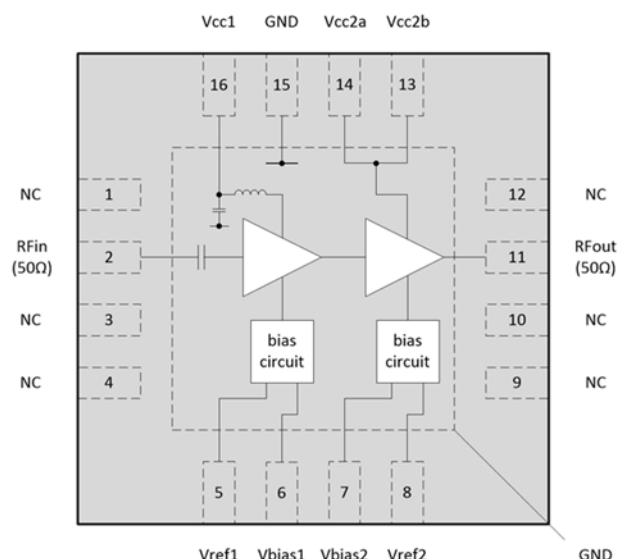 Vcc1 GND Vcc2a Vcc2b
16 15 14 13
NC 1 12 NC
RFin RFout
(50Ω) 2 11 (50Ω)
NC 3 10 NC
bias bias
circuit circuit
NC 4 9 NC
5 6 7 8
Vref1 Vbias1 Vbias2 Vref2 GND